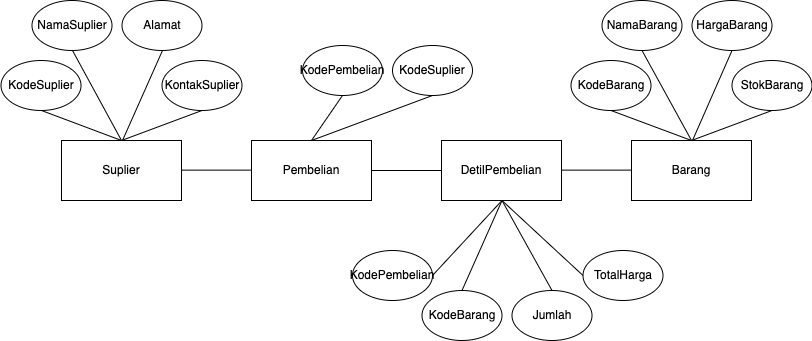 NamaSuplier
Alamat
NamaBarang
HargaBarang
KodePembelian
KodeSuplier
KodeSuplier
KontakSuplier
KodeBarang
StokBarang
Suplier
Pembelian
DetilPembelian
Barang
KodePembelian
TotalHarga
KodeBarang
Jumlah